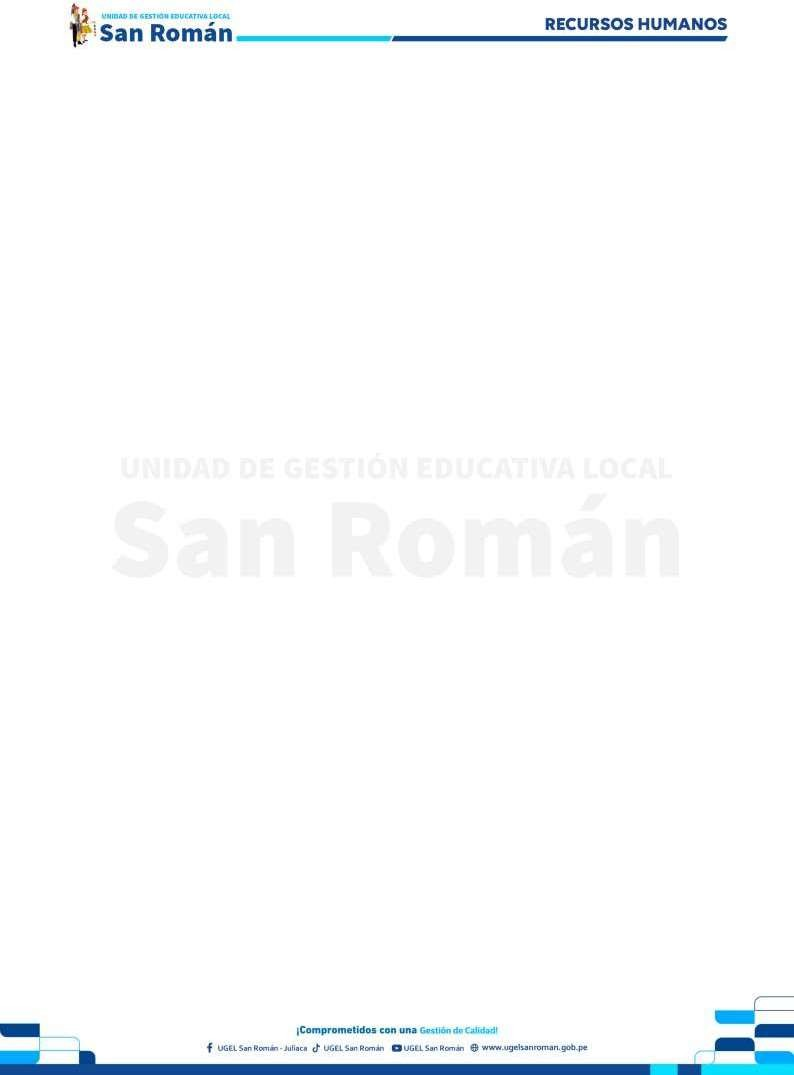 UNIDAD DE GESTIÓN EDUCATIVA LOCAL
San Román
RECURSOS HUMANOS
UNIDAD DE GESTIÓN EDUCATIVA LOCAL
San Román
¡Comprometidos con una Gestión de Calidad!
UGEL San Román - Juliaca UGEL San Román UGEL San Román www.ugelsanroman.gob.pe